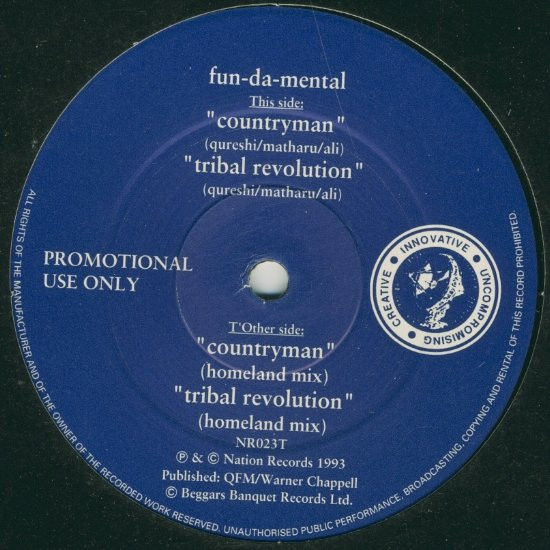 fun-da-mental
This side:
"countryman"
(qureshi/matharu/ali)
"tribal revolution"
(qureshi/matharu/ali)
PROMOTIONAL
USE ONLY
• CREATIVE • INNOVATIVE • UNCOMPROMISING
T'Other side:
"countryman"
(homeland mix)
"tribal revolution"
(homeland mix)
NR023T
℗ & © Nation Records 1993
Published: QFM/Warner Chappell
© Beggars Banquet Records Ltd.
ALL RIGHTS OF THE MANUFACTURER AND OF THE OWNER OF THE RECORDED WORK RESERVED. UNAUTHORISED PUBLIC PERFORMANCE, BROADCASTING, COPYING AND RENTAL OF THIS RECORD PROHIBITED.